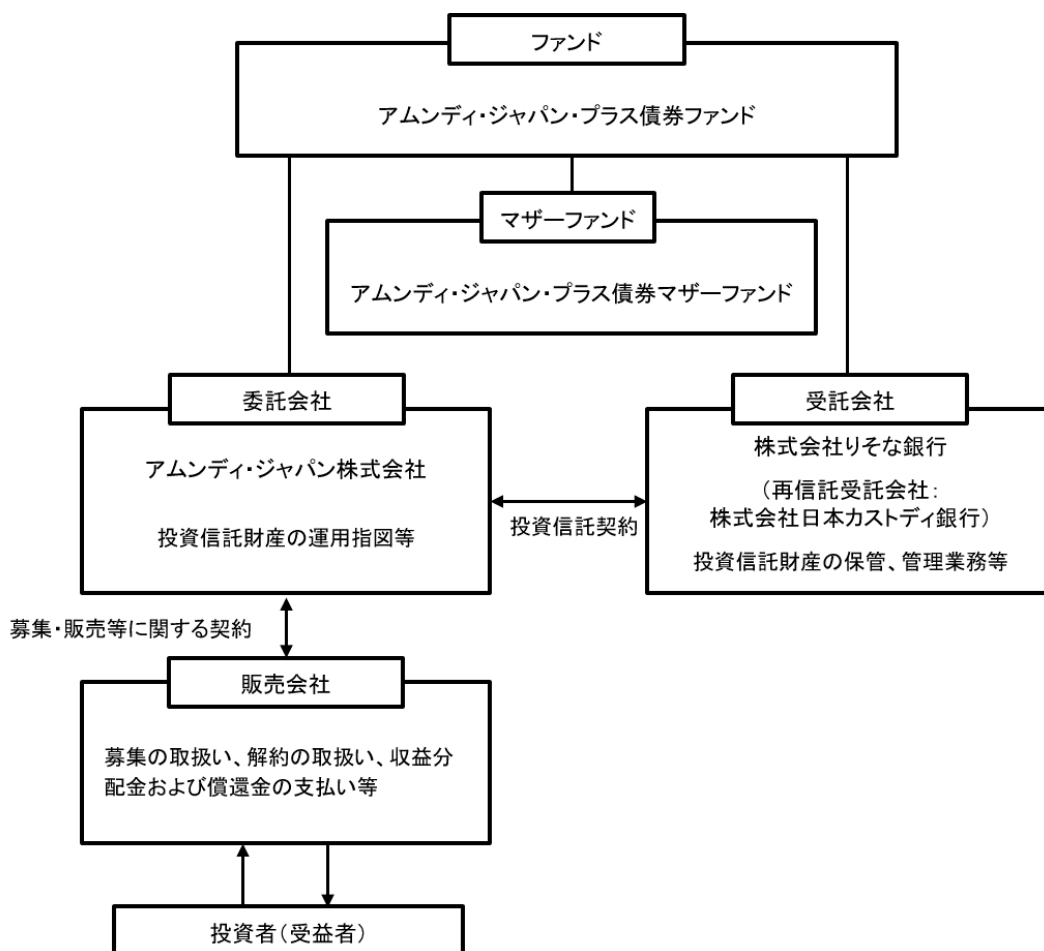 ファンド
アムンディ・ジャパン・プラス債券ファンド
マザーファンド
アムンディ・ジャパン・プラス債券マザーファンド
委託会社
アムンディ・ジャパン株式会社
投資信託財産の運用指図等
投資信託契約
受託会社
株式会社りそな銀行
（再信託受託会社：
株式会社日本カストディ銀行）
投資信託財産の保管、管理業務等
募集・販売等に関する契約
販売会社
募集の取扱い、解約の取扱い、収益分
配金および償還金の支払い等
投資者（受益者）